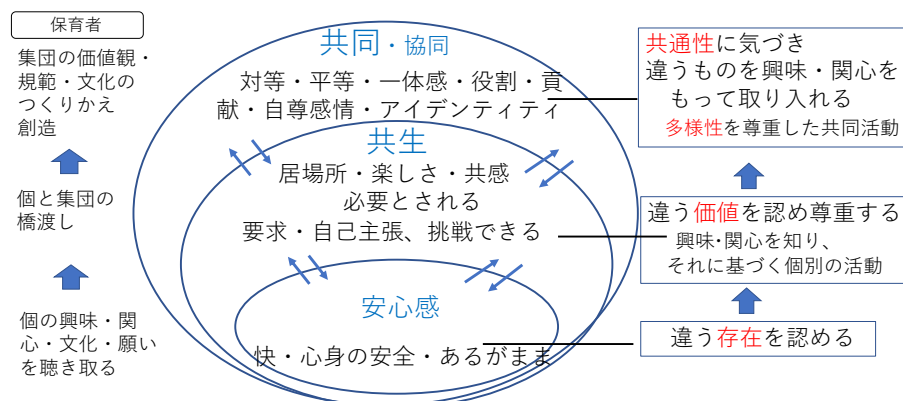 保育者
集団の価値観・
規範・文化の
つくりかえ
創造
個と集団の
橋渡し
個の興味・関
心・文化・願い
を聴き取る
共同・協同
対等・平等・一体感・役割・貢
献・自尊感情・アイデンティティ
共生
居場所・楽しさ・共感
必要とされる
要求・自己主張、挑戦できる
安心感
快・心身の安全・あるがまま
共通性に気づき
違うものを興味・関心を
もって取り入れる
多様性を尊重した共同活動
違う価値を認め尊重する
興味・関心を知り、
それに基づく個別の活動
違う存在を認める